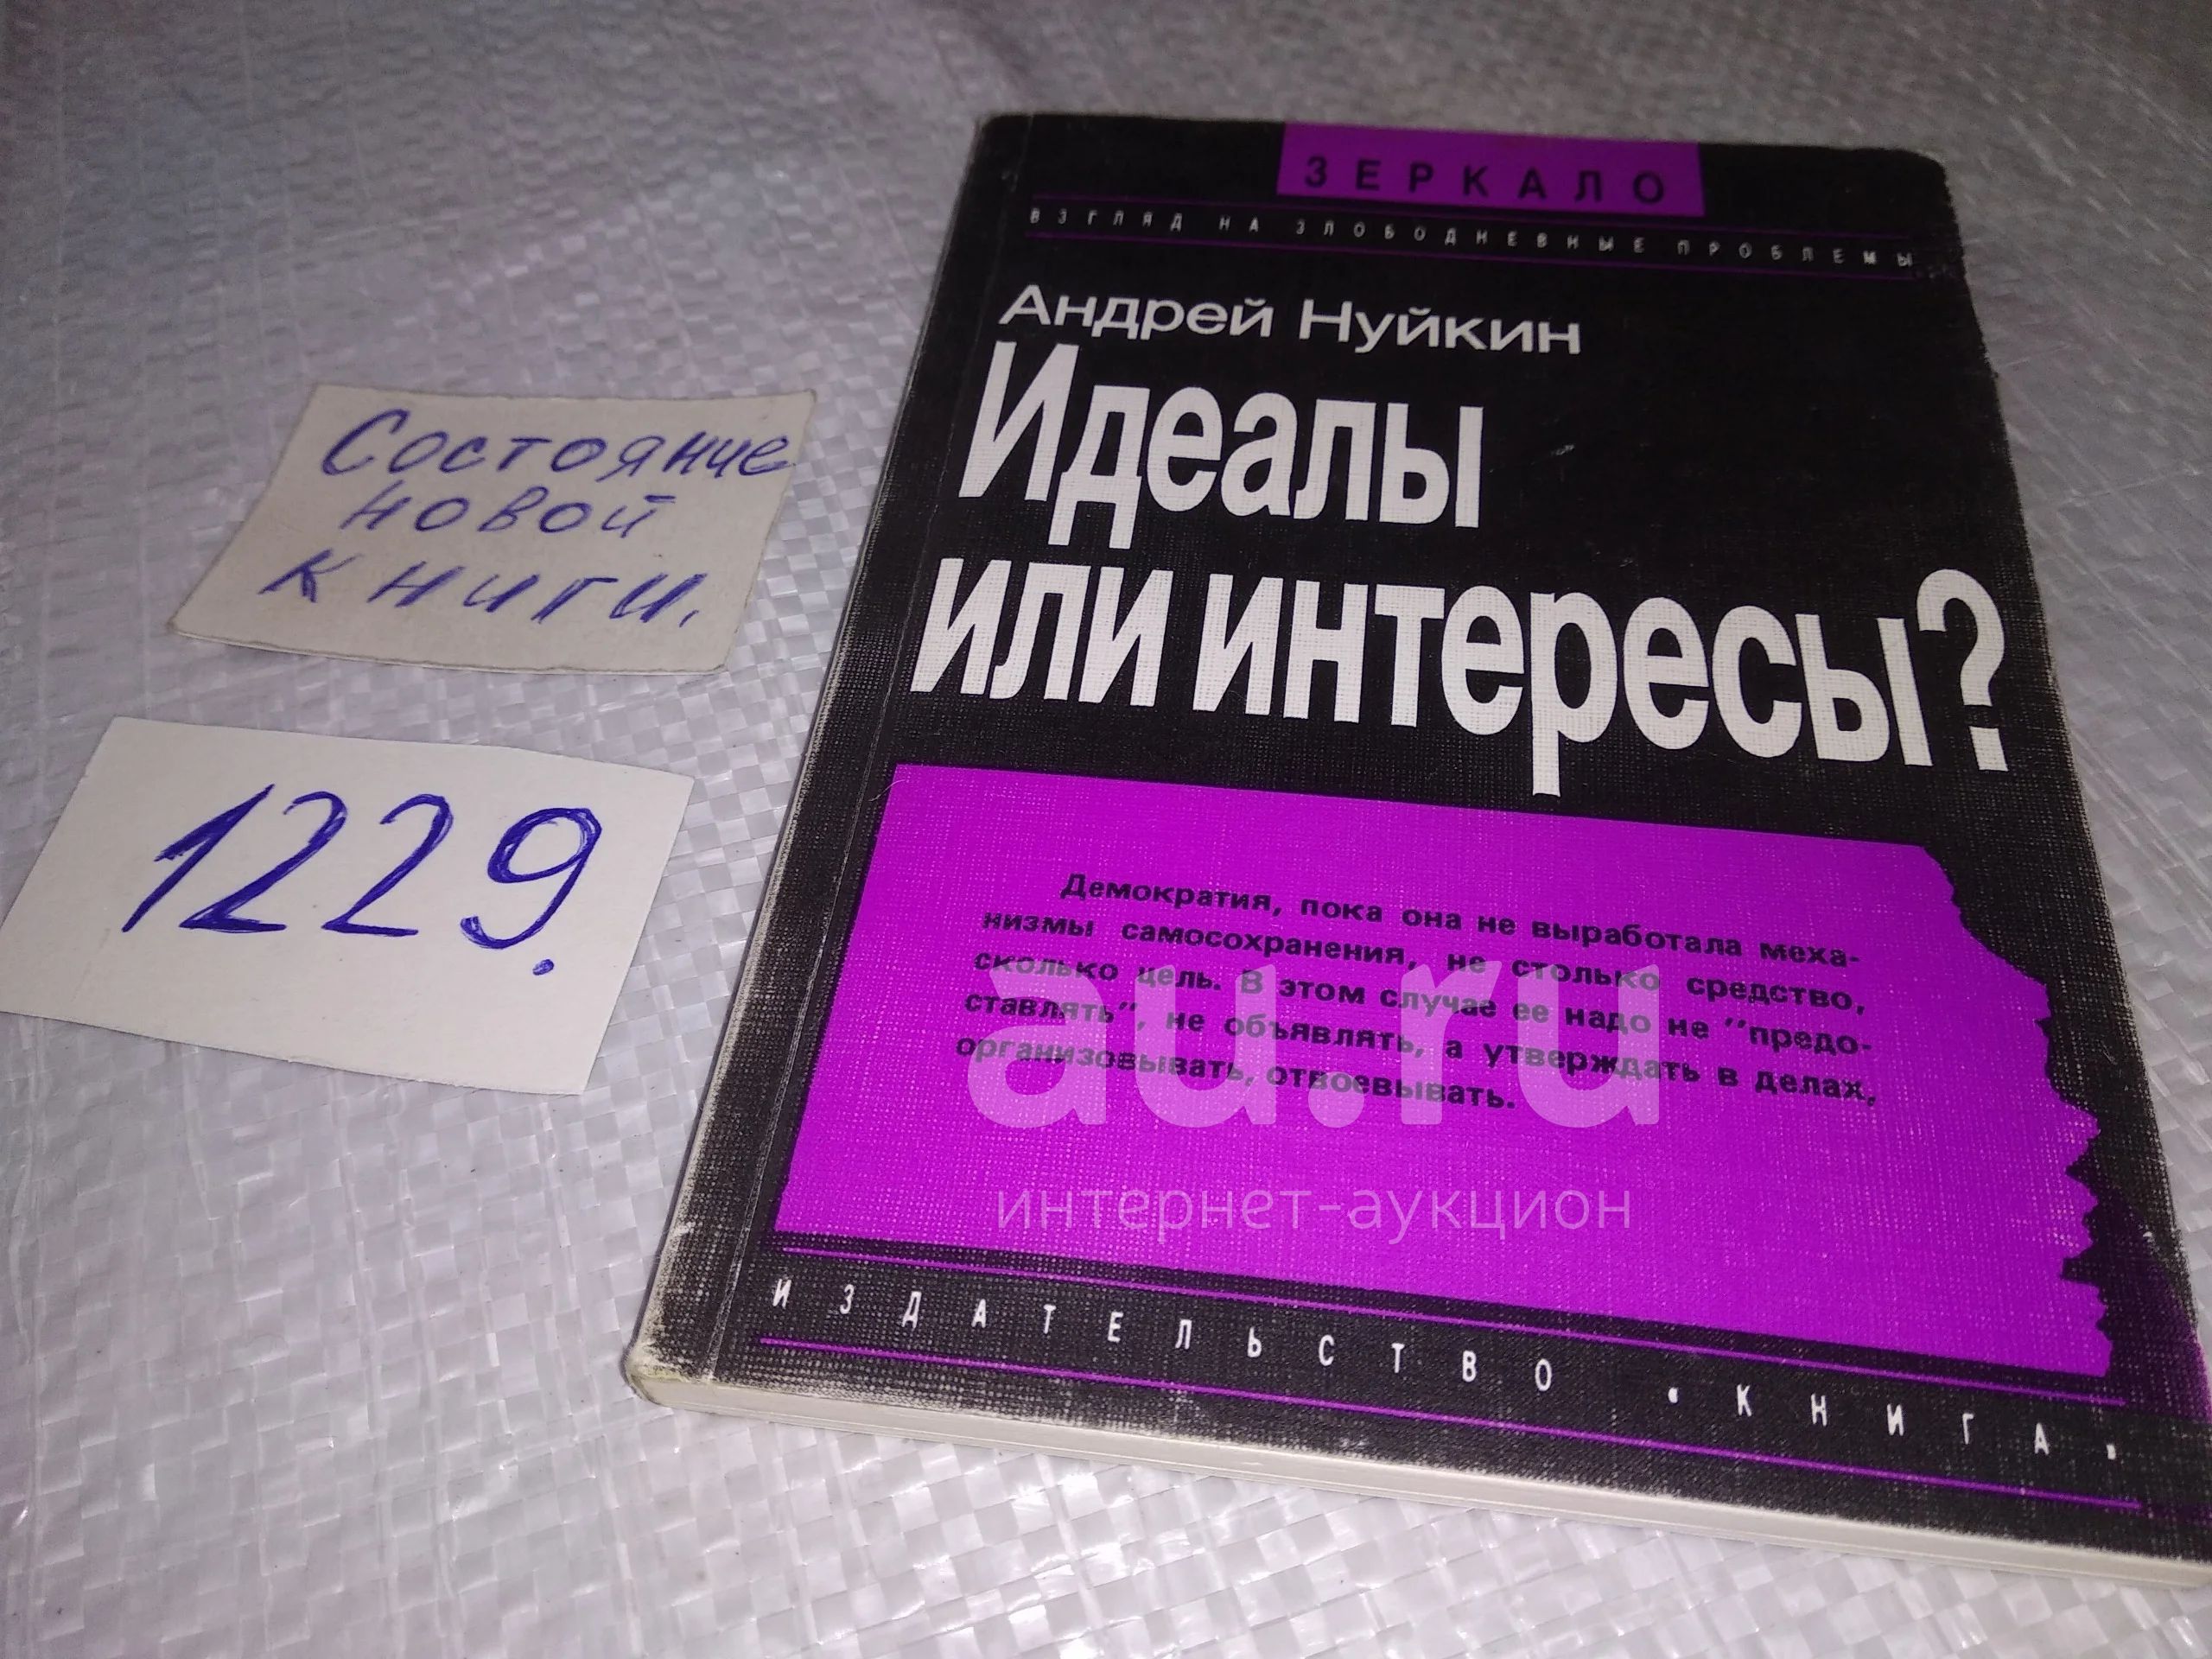 Состояние
новой
книги.
1229.
ЗЕРКАЛО
ВЗГЛЯД НА ЗЛОБОДНЕВНЫЕ ПРОБЛЕМЫ
Андрей Нуйкин
Идеалы
или интересы?
Демократия, пока она не выработала меха-
низмы самосохранения, не столько средство,
сколько цель. В этом случае ее надо не "предо-
ставлять", не объявлять, а утверждать в делах,
организовывать, отвоевывать.
au.ru
интернет-аукцион
ИЗДАТЕЛЬСТВО «КНИГА»